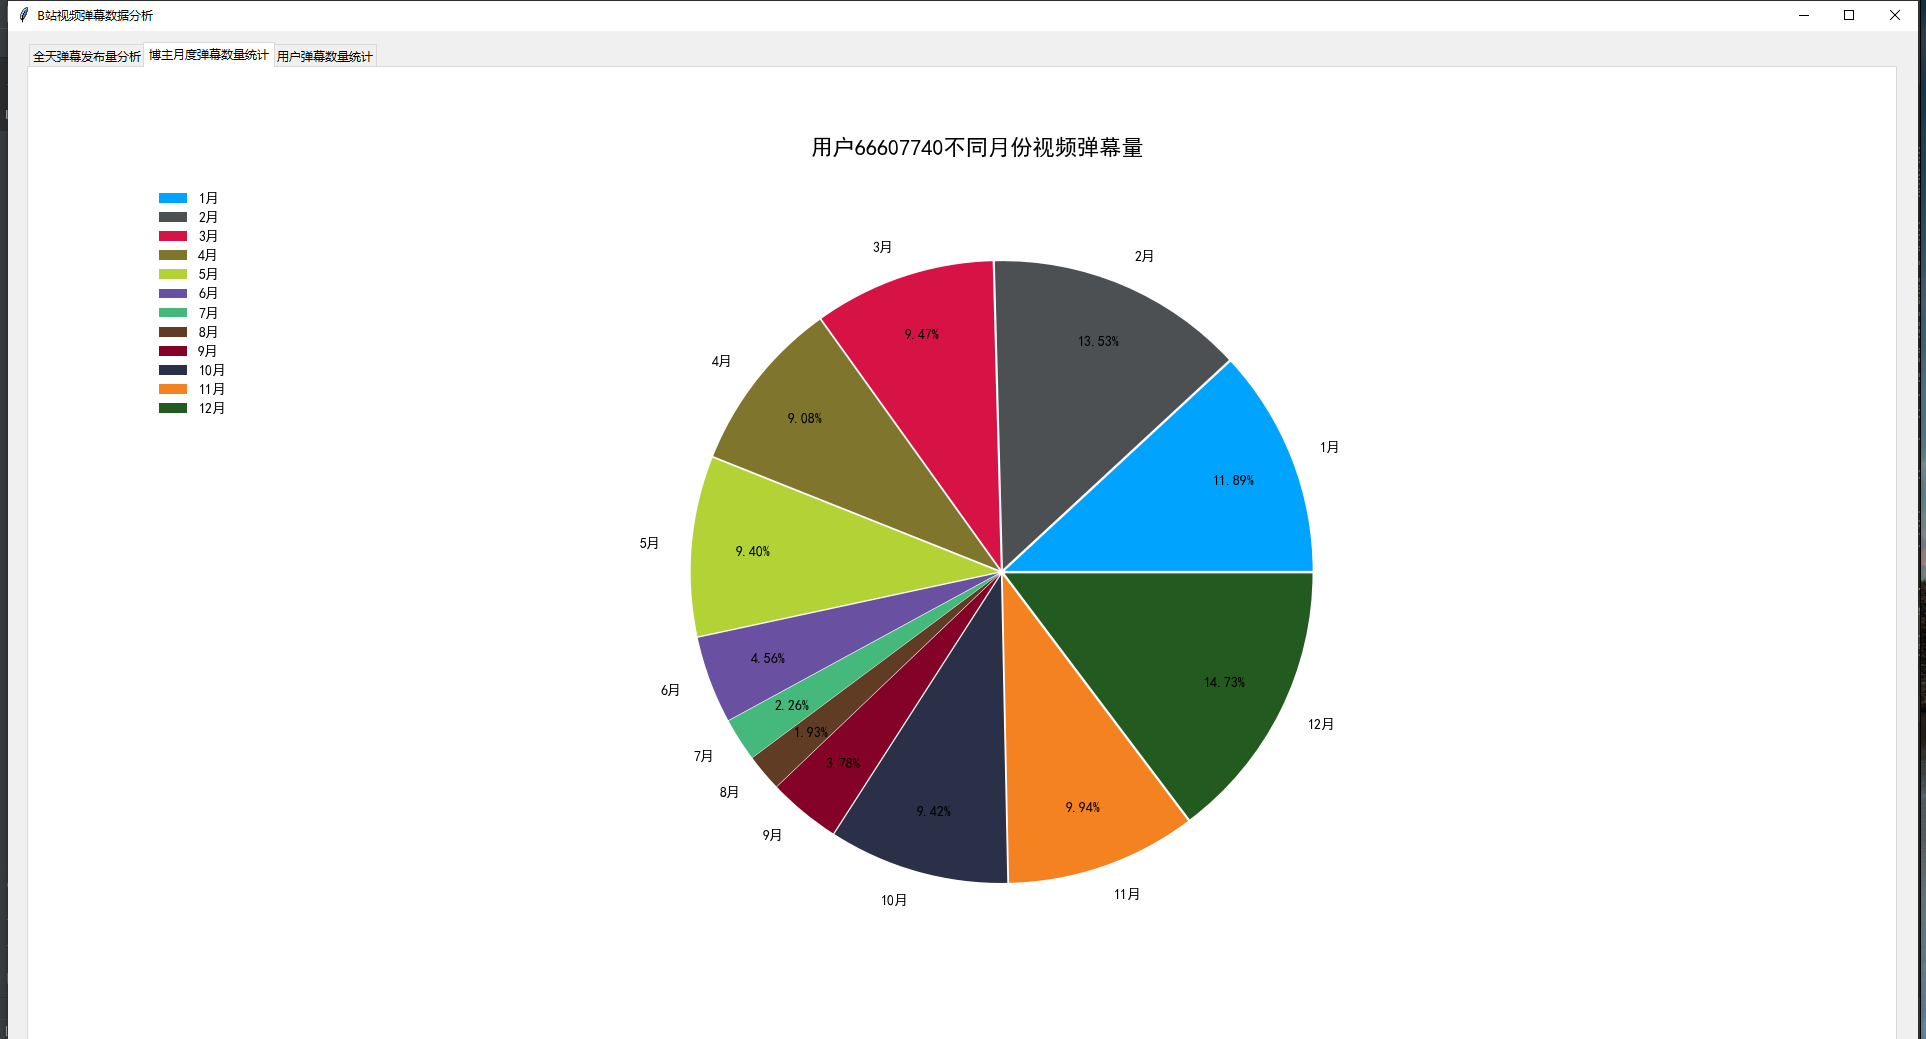 B站视频弹幕数据分析
全天弹幕发布量分析 博主月度弹幕数量统计 用户弹幕数量统计
用户66607740不同月份视频弹幕量
1月
2月
3月
4月
5月
6月
7月
8月
9月
10月
11月
12月
3月
2月
9.47%
13.53%
4月
9.08%
1月
11.89%
5月
9.40%
4.56%
6月
2.26%
14.73%
1.93%
12月
7月
3.78%
8月
9.42%
9.94%
9月
11月
10月